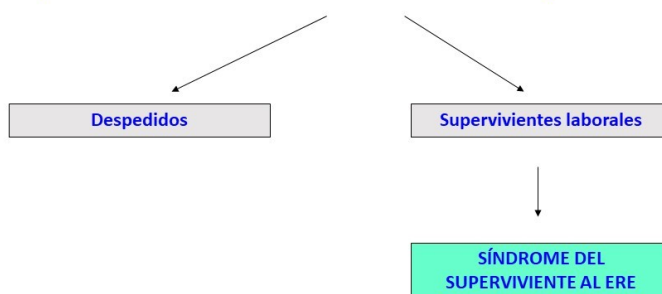 Despedidos
Supervivientes laborales
SÍNDROME DEL
SUPERVIVIENTE AL ERE